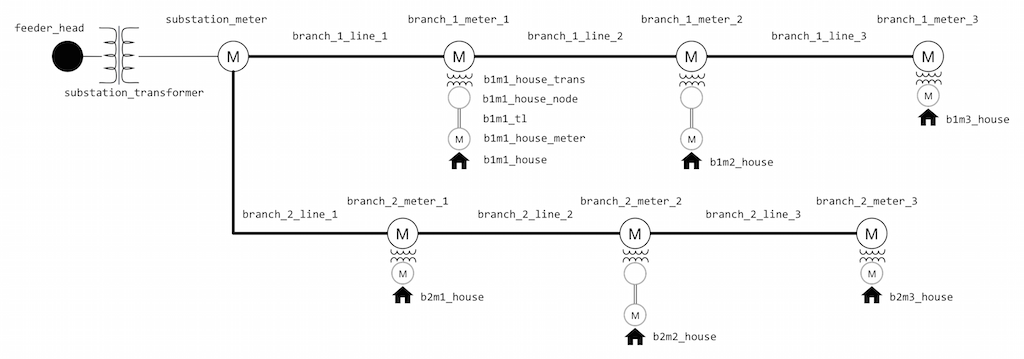 feeder_head
substation_meter
substation_transformer
branch_1_line_1
branch_1_meter_1
branch_1_line_2
branch_1_meter_2
branch_1_line_3
branch_1_meter_3
M
M
M
M
b1m1_house_trans
b1m1_house_node
b1m1_tl
M
b1m1_house_meter
b1m1_house
M
b1m2_house
M
b1m3_house
branch_2_line_1
branch_2_meter_1
branch_2_line_2
branch_2_meter_2
branch_2_line_3
branch_2_meter_3
M
M
M
M
b2m1_house
M
b2m2_house
M
b2m3_house